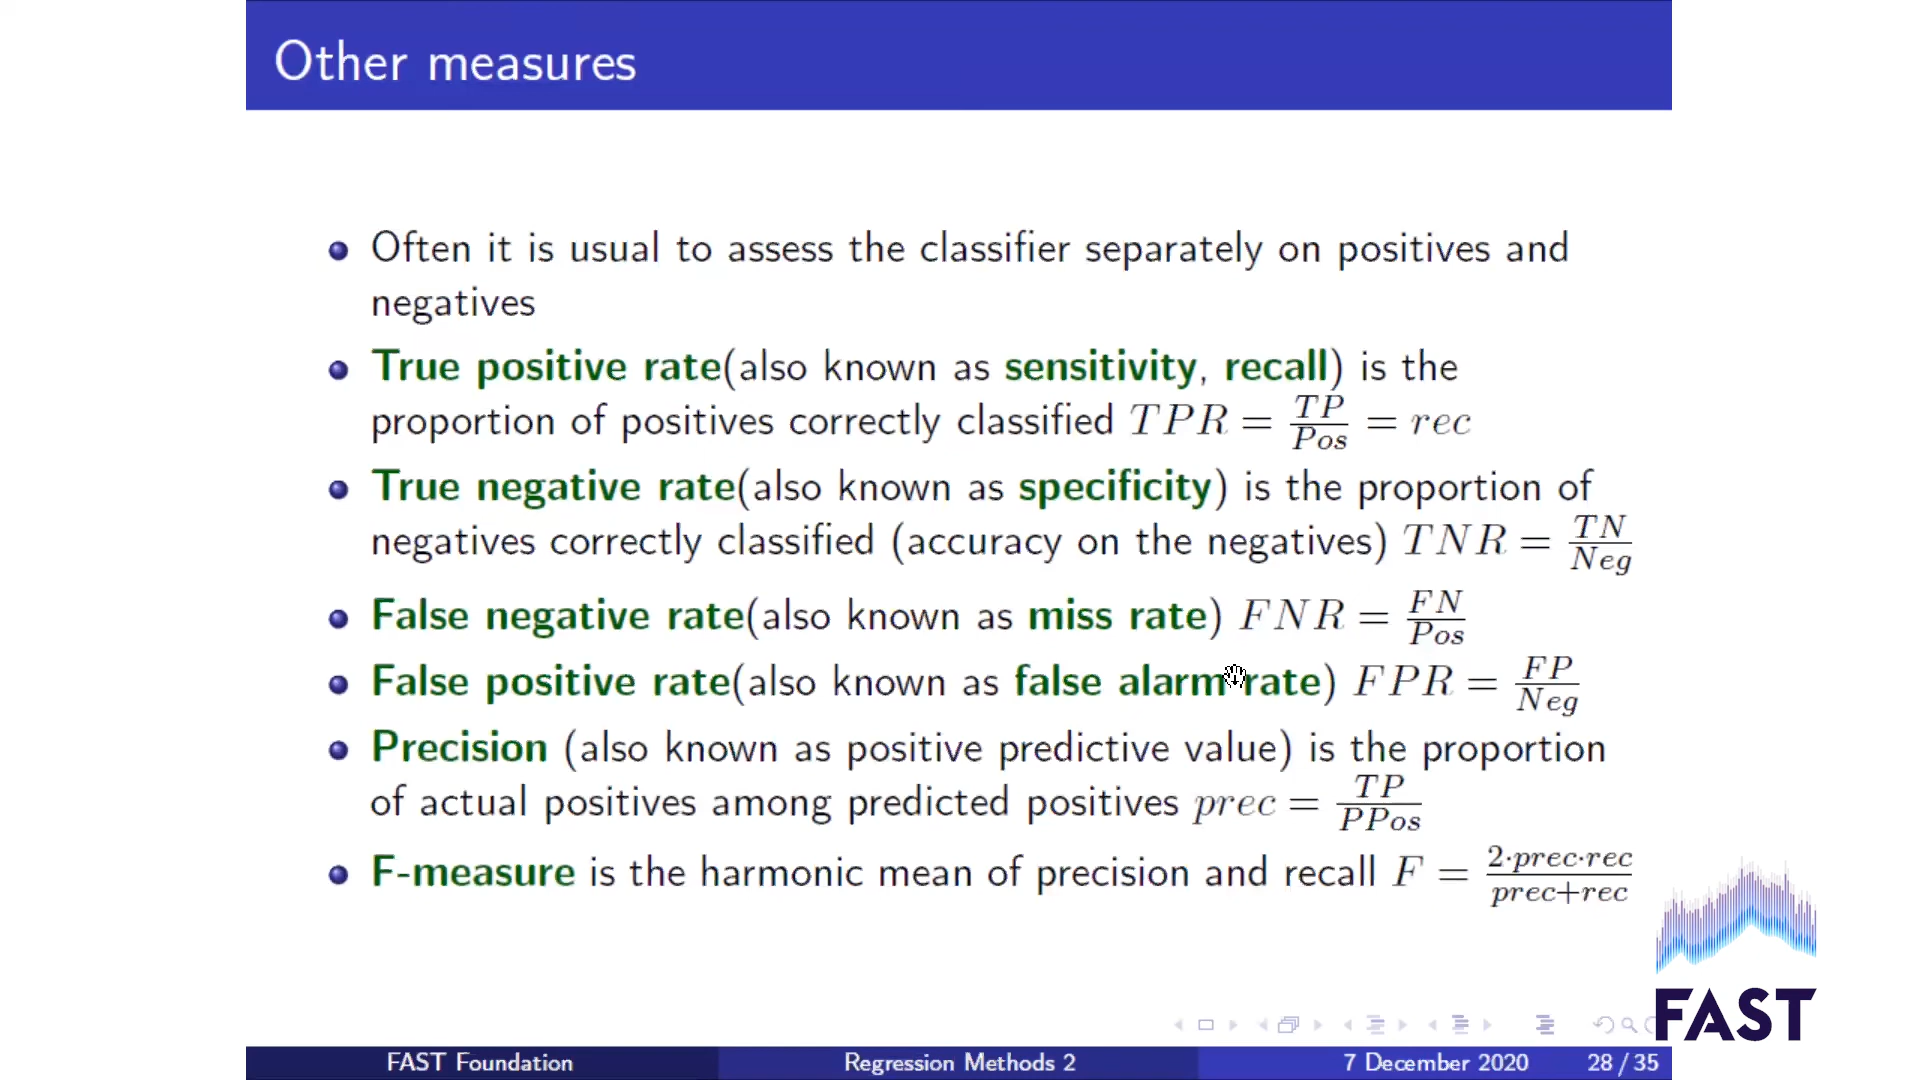 Other measures
Often it is usual to assess the classifier separately on positives and
negatives
True positive rate(also known as sensitivity, recall) is the
proportion of positives correctly classified TPR = TP/Pos = rec
True negative rate(also known as specificity) is the proportion of
negatives correctly classified (accuracy on the negatives) TNR = TN/Neg
False negative rate(also known as miss rate) FNR = FN/Pos
False positive rate(also known as false alarm rate) FPR = FP/Neg
Precision (also known as positive predictive value) is the proportion
of actual positives among predicted positives prec = TP/PPos
F-measure is the harmonic mean of precision and recall F = 2·prec·rec/prec+rec
FAST
FAST Foundation Regression Methods 2 7 December 2020 28 / 35